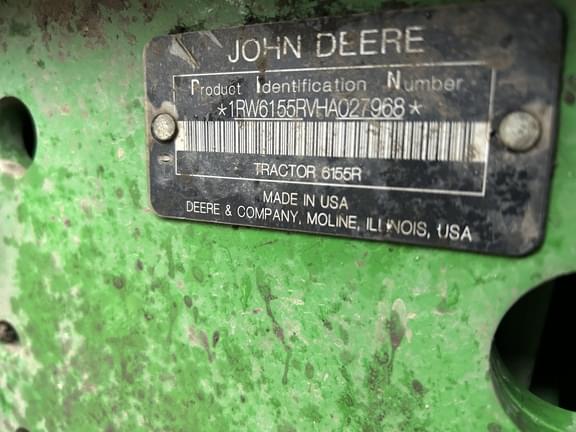 JOHN DEERE
Product Identification Number
*1RW6155RVHA027968*
TRACTOR 6155R
MADE IN USA
DEERE & COMPANY, MOLINE, ILLINOIS, USA